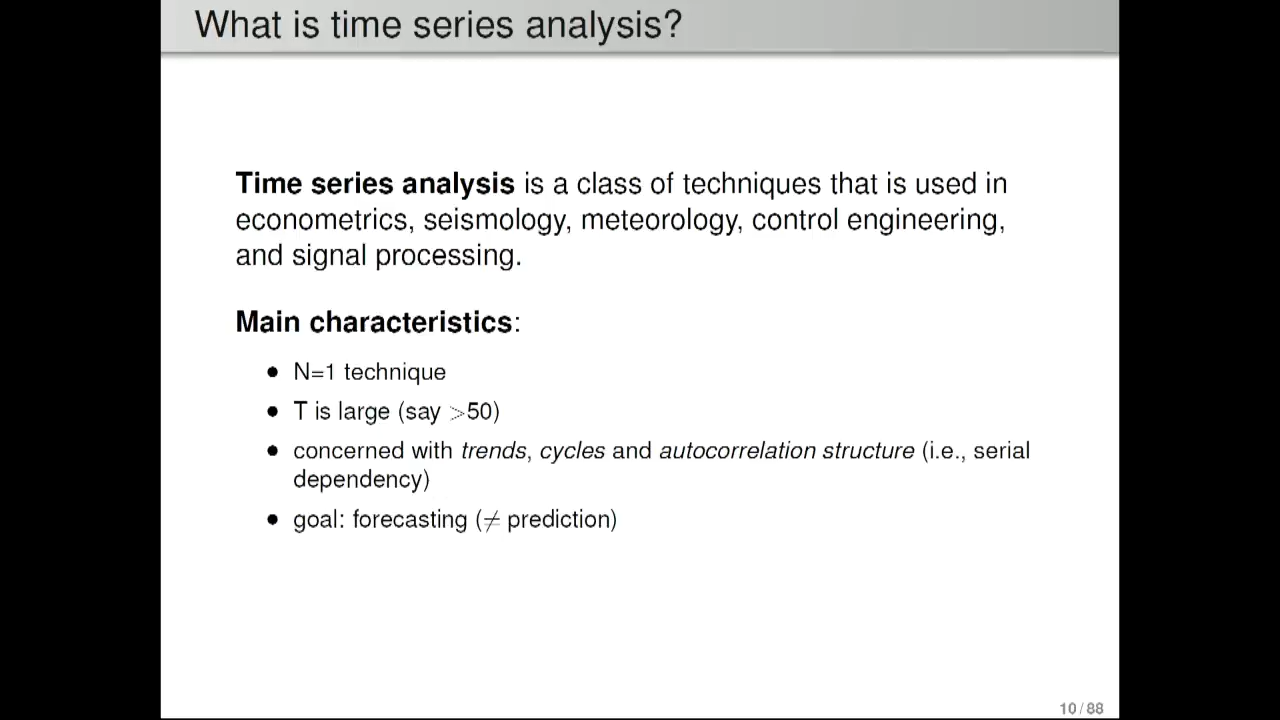 What is time series analysis?
Time series analysis is a class of techniques that is used in
econometrics, seismology, meteorology, control engineering,
and signal processing.
Main characteristics:
• N=1 technique
• T is large (say >50)
• concerned with trends, cycles and autocorrelation structure (i.e., serial
dependency)
• goal: forecasting (≠ prediction)
10 / 88